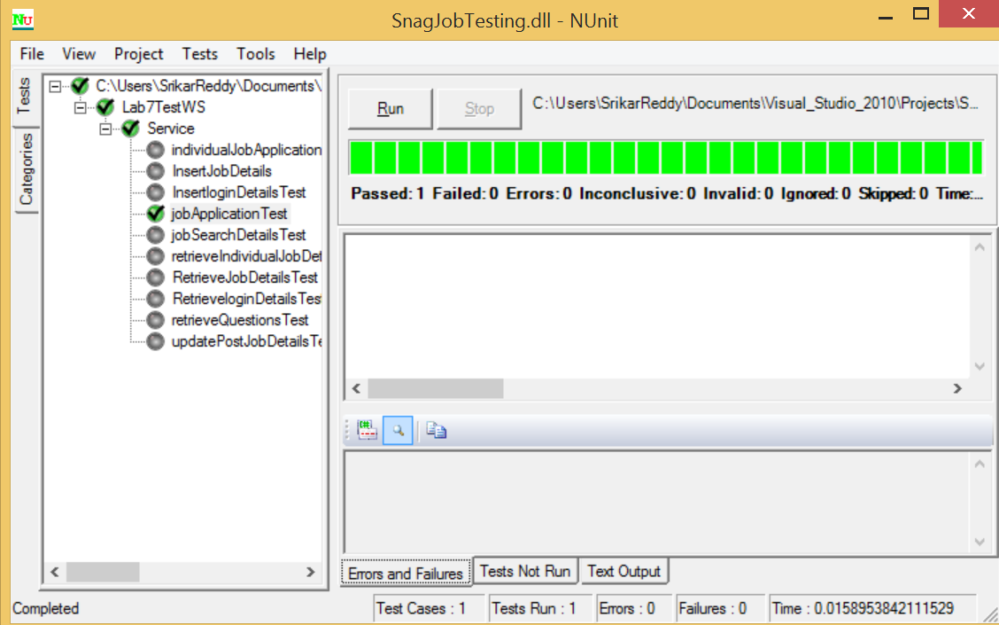 NU
SnagJobTesting.dll - NUnit
File View Project Tests Tools Help
Tests
Categories
C:\Users\SrikarReddy\Documents\
Lab7TestWS
Service
individualJobApplication
InsertJobDetails
InsertloginDetailsTest
jobApplicationTest
jobSearchDetailsTest
retrieveIndividualJobDet
RetrieveJobDetailsTest
RetrieveloginDetailsTest
retrieveQuestionsTest
updatePostJobDetailsTe
Run Stop C:\Users\SrikarReddy\Documents\Visual_Studio_2010\Projects\S...
Passed: 1 Failed: 0 Errors: 0 Inconclusive: 0 Invalid: 0 Ignored: 0 Skipped: 0 Time:...
Errors and Failures Tests Not Run Text Output
Completed Test Cases : 1 Tests Run : 1 Errors : 0 Failures : 0 Time : 0.0158953842111529